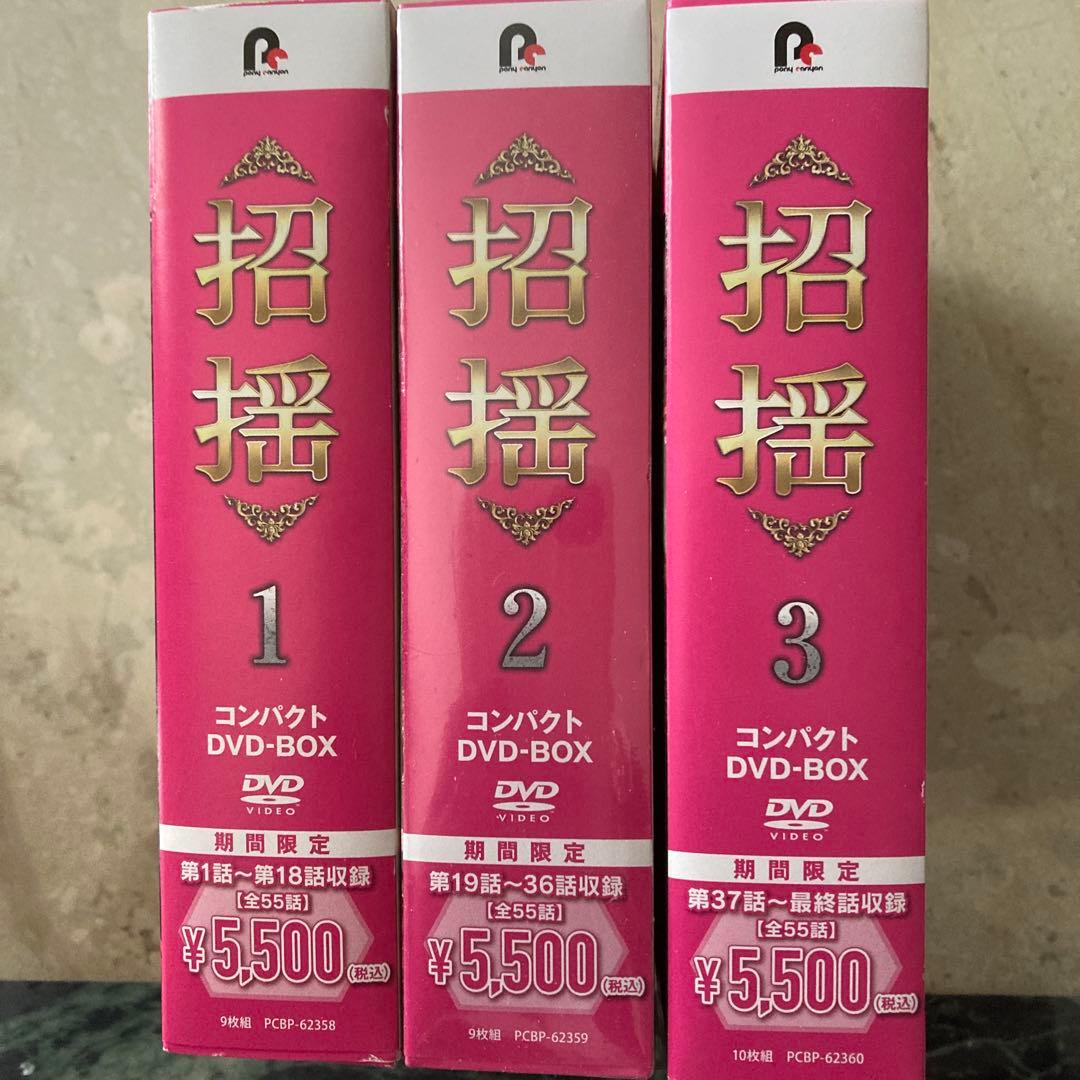 pony canyon
招揺
1
コンパクト
DVD-BOX
DVD
VIDEO
期間限定
第1話〜第18話収録
【全55話】
¥5,500(税込)
9枚組 PCBP-62358
pony canyon
招揺
2
コンパクト
DVD-BOX
DVD
VIDEO
期間限定
第19話〜36話収録
【全55話】
¥5,500(税込)
9枚組 PCBP-62359
pony canyon
招揺
3
コンパクト
DVD-BOX
DVD
VIDEO
期間限定
第37話〜最終話収録
【全55話】
¥5,500(税込)
10枚組 PCBP-62360